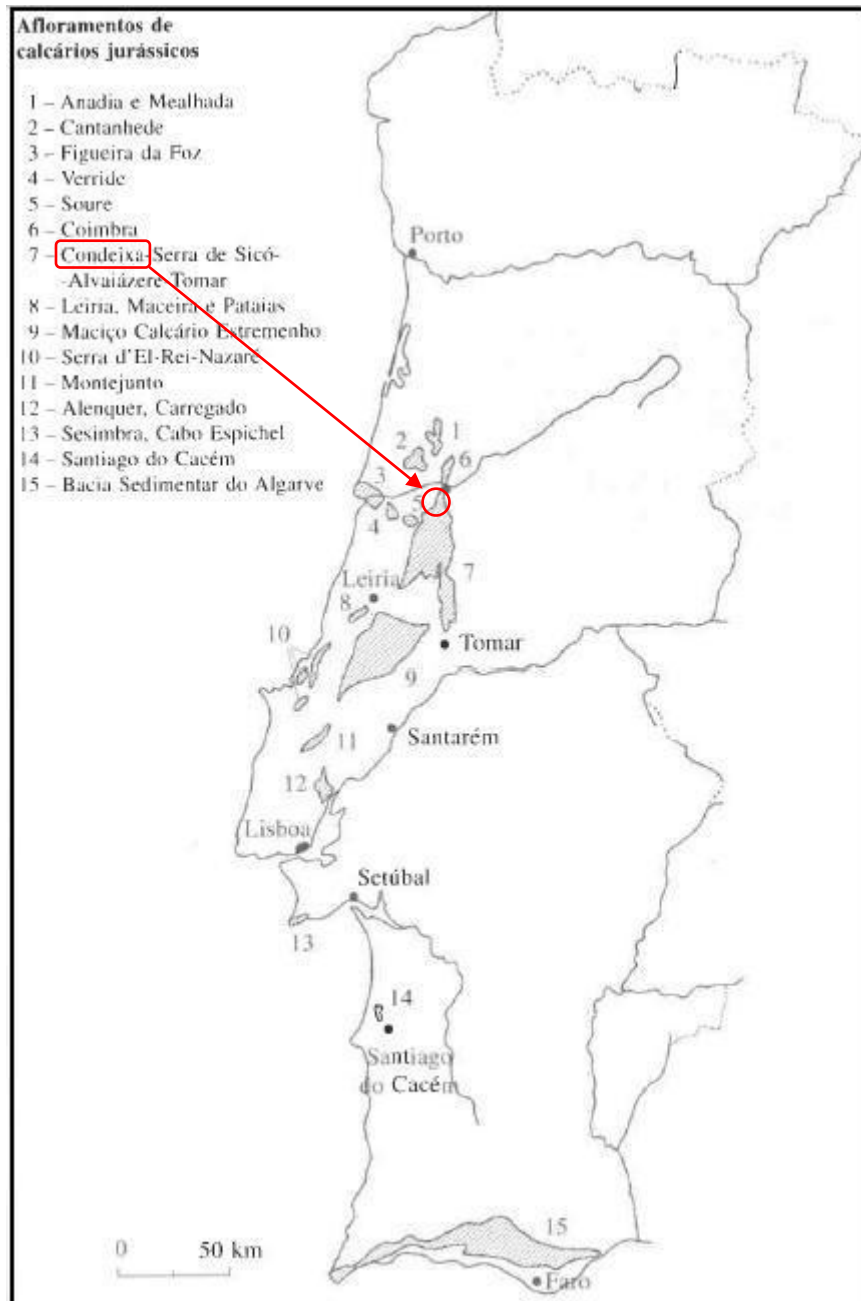 Afloramentos de
calcários jurássicos
1 – Anadia e Mealhada
2 – Cantanhede
3 – Figueira da Foz
4 – Verride
5 – Soure
6 – Coimbra
7 – Condeixa-Serra de Sicó-
-Alvaiázere-Tomar
8 – Leiria, Maceira e Pataias
9 – Maciço Calcário Estremenho
10 – Serra d'El-Rei-Nazaré
11 – Montejunto
12 – Alenquer, Carregado
13 – Sesimbra, Cabo Espichel
14 – Santiago do Cacém
15 – Bacia Sedimentar do Algarve
Porto
1
2
6
3
5
4
7
Leiria
8
10
Tomar
9
Santarém
11
12
Lisboa
Setúbal
13
14
Santiago
do Cacém
15
0 50 km
Faro